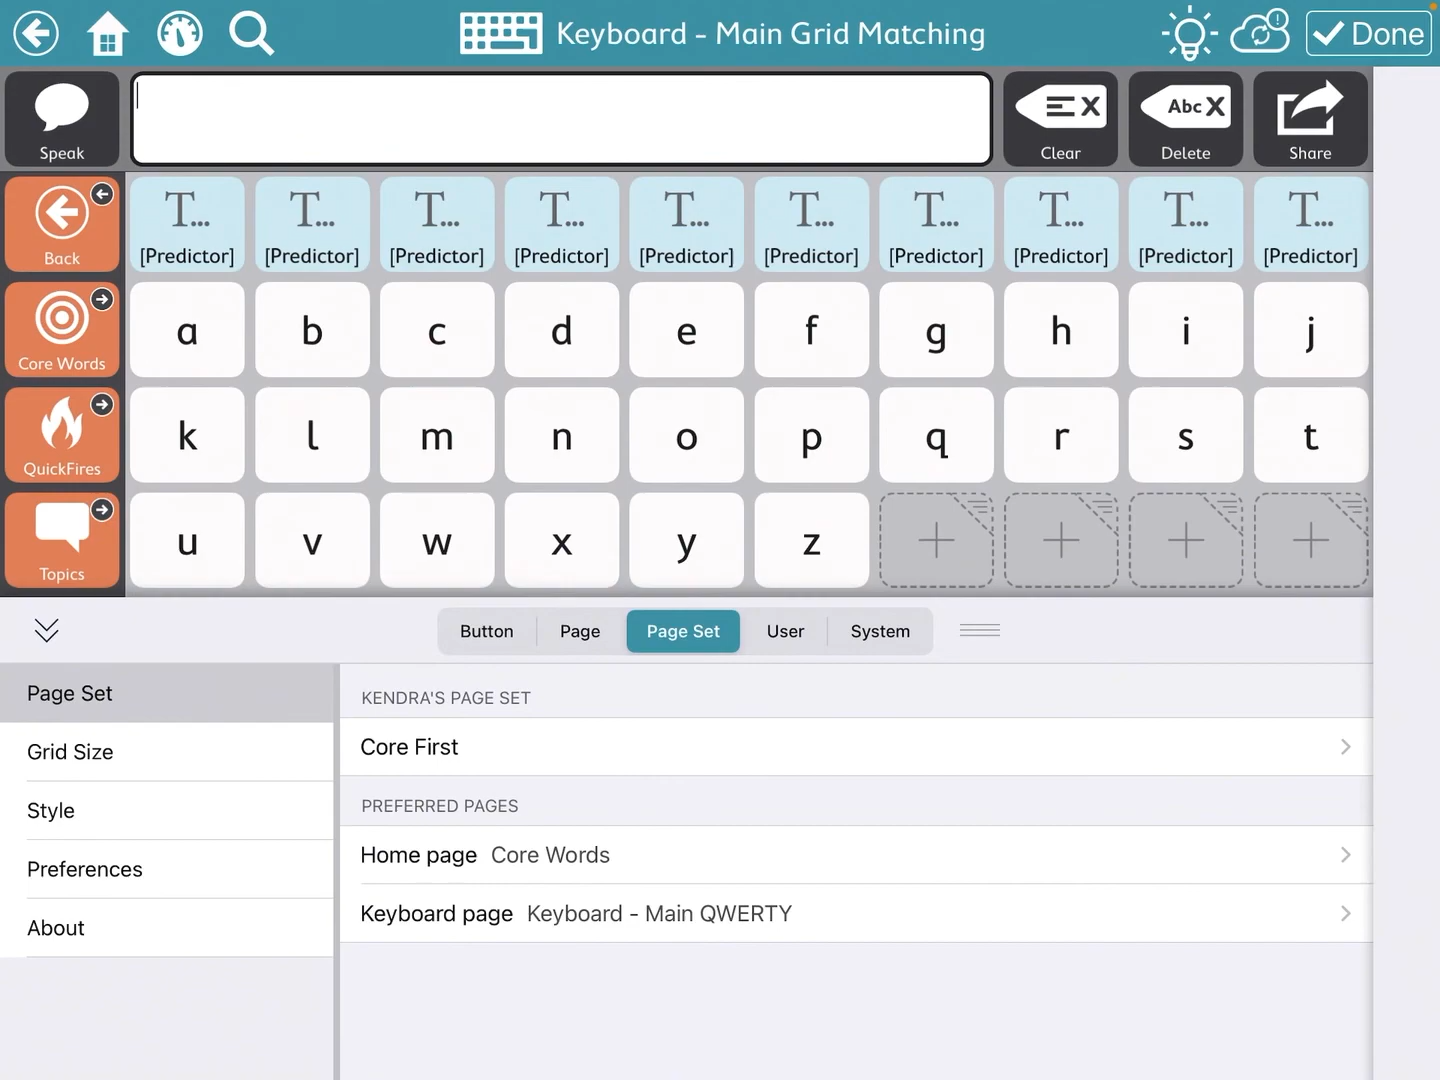 Keyboard - Main Grid Matching
Done
Speak
Clear
Abc
Delete
Share
Back
T...
[Predictor]
T...
[Predictor]
T...
[Predictor]
T...
[Predictor]
T...
[Predictor]
T...
[Predictor]
T...
[Predictor]
T...
[Predictor]
T...
[Predictor]
T...
[Predictor]
Core Words
a b c d e f g h i j
QuickFires
k l m n o p q r s t
Topics
u v w x y z
Button Page Page Set User System
Page Set
Grid Size
Style
Preferences
About
KENDRA'S PAGE SET
Core First
PREFERRED PAGES
Home page Core Words
Keyboard page Keyboard - Main QWERTY